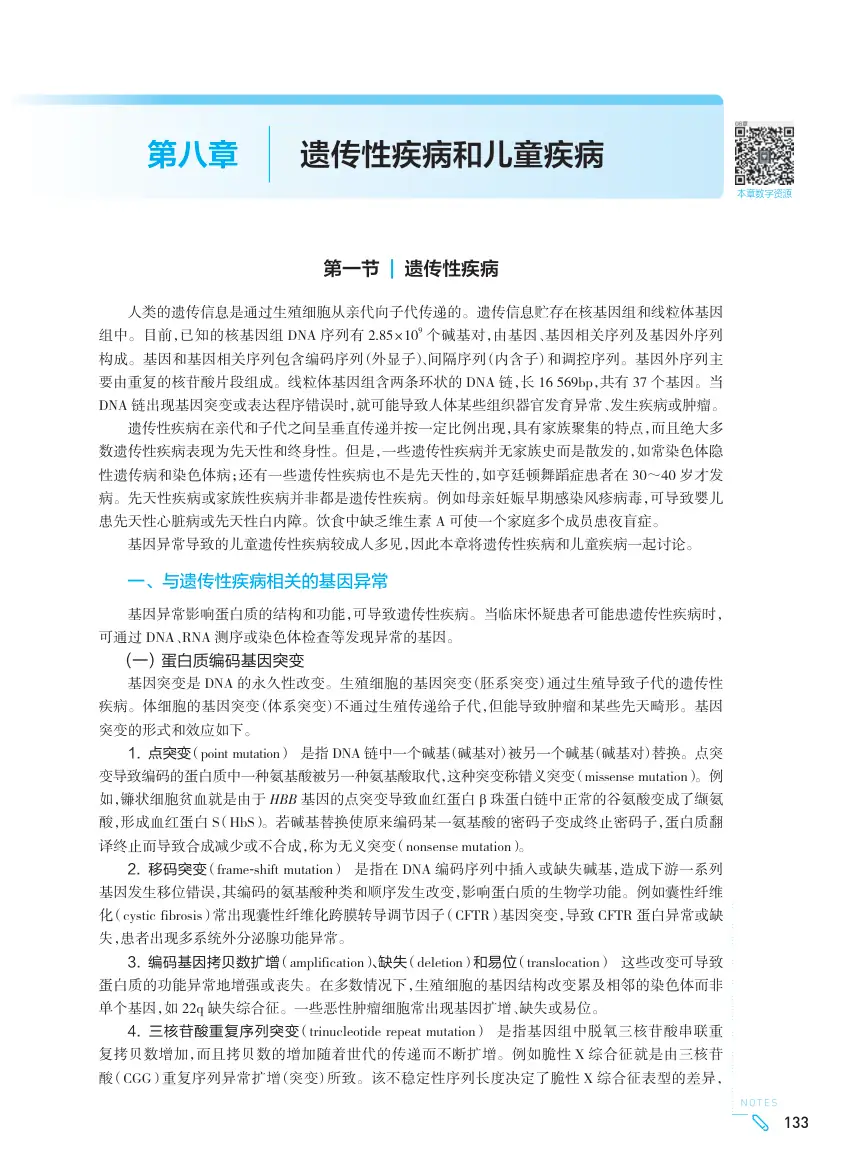 第八章 遗传性疾病和儿童疾病
本章数字资源
第一节 | 遗传性疾病
人类的遗传信息是通过生殖细胞从亲代向子代传递的。遗传信息贮存在核基因组和线粒体基因
组中。目前,已知的核基因组 DNA 序列有 2.85×10⁹ 个碱基对,由基因、基因相关序列及基因外序列
构成。基因和基因相关序列包含编码序列(外显子)、间隔序列(内含子)和调控序列。基因外序列主
要由重复的核苷酸片段组成。线粒体基因组含两条环状的 DNA 链,长 16 569bp,共有 37 个基因。当
DNA 链出现基因突变或表达程序错误时,就可能导致人体某些组织器官发育异常、发生疾病或肿瘤。
遗传性疾病在亲代和子代之间呈垂直传递并按一定比例出现,具有家族聚集的特点,而且绝大多
数遗传性疾病表现为先天性和终身性。但是,一些遗传性疾病并无家族史而是散发的,如常染色体隐
性遗传病和染色体病;还有一些遗传性疾病也不是先天性的,如亨廷顿舞蹈症患者在 30~40 岁才发
病。先天性疾病或家族性疾病并非都是遗传性疾病。例如母亲妊娠早期感染风疹病毒,可导致婴儿
患先天性心脏病或先天性白内障。饮食中缺乏维生素 A 可使一个家庭多个成员患夜盲症。
基因异常导致的儿童遗传性疾病较成人多见,因此本章将遗传性疾病和儿童疾病一起讨论。
一、与遗传性疾病相关的基因异常
基因异常影响蛋白质的结构和功能,可导致遗传性疾病。当临床怀疑患者可能患遗传性疾病时,
可通过 DNA、RNA 测序或染色体检查等发现异常的基因。
(一) 蛋白质编码基因突变
基因突变是 DNA 的永久性改变。生殖细胞的基因突变(胚系突变)通过生殖导致子代的遗传性
疾病。体细胞的基因突变(体系突变)不通过生殖传递给子代,但能导致肿瘤和某些先天畸形。基因
突变的形式和效应如下。
1. 点突变(point mutation) 是指 DNA 链中一个碱基(碱基对)被另一个碱基(碱基对)替换。点突
变导致编码的蛋白质中一种氨基酸被另一种氨基酸取代,这种突变称错义突变(missense mutation)。例
如,镰状细胞贫血就是由于 HBB 基因的点突变导致血红蛋白 β 珠蛋白链中正常的谷氨酸变成了缬氨
酸,形成血红蛋白 S(HbS)。若碱基替换使原来编码某一氨基酸的密码子变成终止密码子,蛋白质翻
译终止而导致合成减少或不合成,称为无义突变(nonsense mutation)。
2. 移码突变(frame-shift mutation) 是指在 DNA 编码序列中插入或缺失碱基,造成下游一系列
基因发生移位错误,其编码的氨基酸种类和顺序发生改变,影响蛋白质的生物学功能。例如囊性纤维
化(cystic fibrosis)常出现囊性纤维化跨膜转导调节因子(CFTR)基因突变,导致 CFTR 蛋白异常或缺
失,患者出现多系统外分泌腺功能异常。
3. 编码基因拷贝数扩增(amplification)、缺失(deletion)和易位(translocation) 这些改变可导致
蛋白质的功能异常地增强或丧失。在多数情况下,生殖细胞的基因结构改变累及相邻的染色体而非
单个基因,如 22q 缺失综合征。一些恶性肿瘤细胞常出现基因扩增、缺失或易位。
4. 三核苷酸重复序列突变(trinucleotide repeat mutation) 是指基因组中脱氧三核苷酸串联重
复拷贝数增加,而且拷贝数的增加随着世代的传递而不断扩增。例如脆性 X 综合征就是由三核苷
酸(CGG)重复序列异常扩增(突变)所致。该不稳定性序列长度决定了脆性 X 综合征表型的差异,
NOTES
133